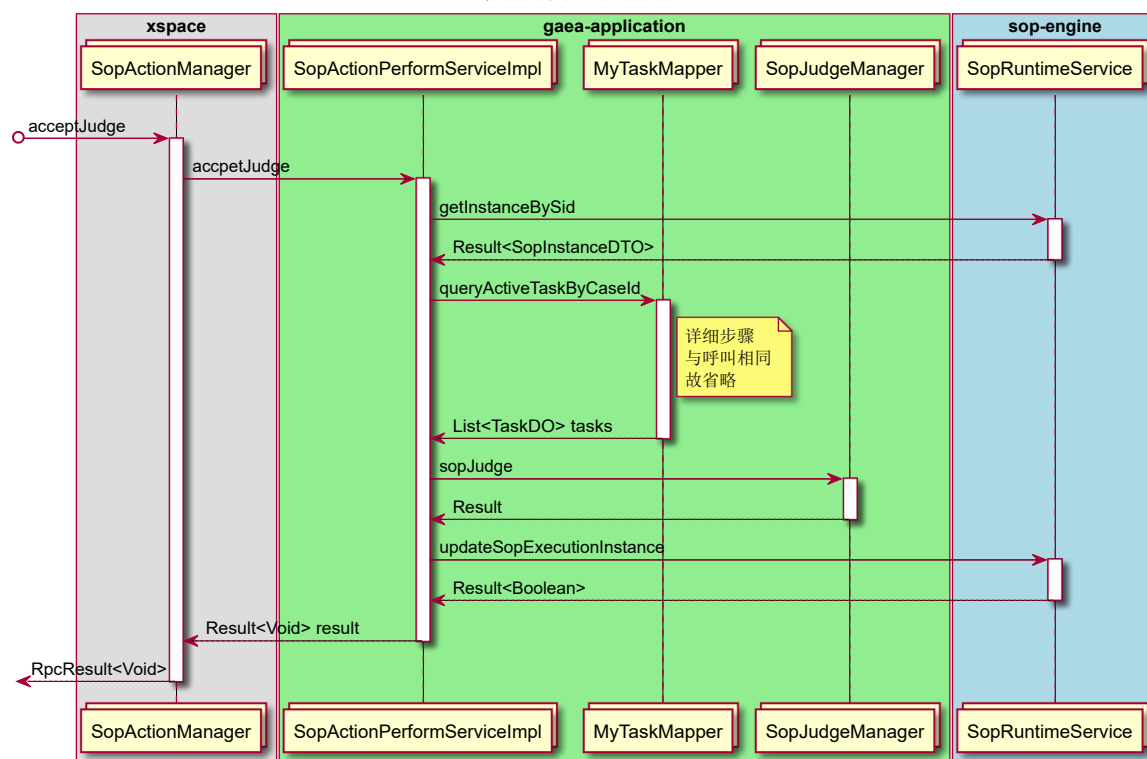 xspace
gaea-application
sop-engine
SopActionManager
SopActionPerformServiceImpl
MyTaskMapper
SopJudgeManager
SopRuntimeService
acceptJudge
accpetJudge
getInstanceBySid
Result<SopInstanceDTO>
queryActiveTaskByCaseId
详细步骤
与呼叫相同
故省略
List<TaskDO> tasks
sopJudge
Result
updateSopExecutionInstance
Result<Boolean>
Result<Void> result
RpcResult<Void>
SopActionManager
SopActionPerformServiceImpl
MyTaskMapper
SopJudgeManager
SopRuntimeService